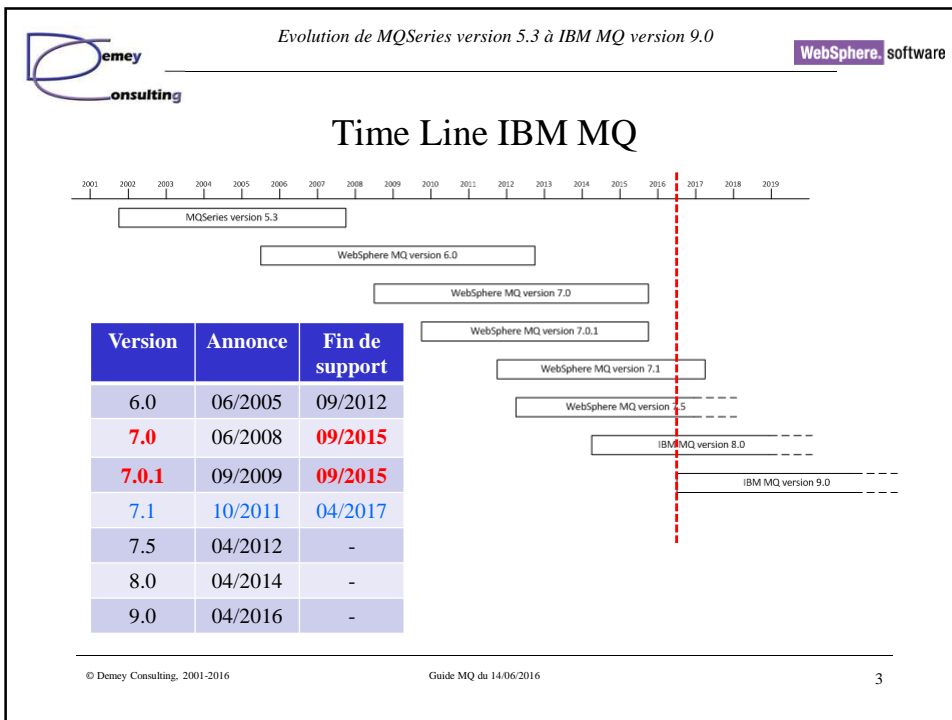 Evolution de MQSeries version 5.3 à IBM MQ version 9.0
Demey
Consulting
WebSphere. software
Time Line IBM MQ
2001 2002 2003 2004 2005 2006 2007 2008 2009 2010 2011 2012 2013 2014 2015 2016 2017 2018 2019
MQSeries version 5.3
WebSphere MQ version 6.0
WebSphere MQ version 7.0
WebSphere MQ version 7.0.1
WebSphere MQ version 7.1
WebSphere MQ version 7.5
IBM MQ version 8.0
IBM MQ version 9.0
Version Annonce Fin de
support
6.0 06/2005 09/2012
7.0 06/2008 09/2015
7.0.1 09/2009 09/2015
7.1 10/2011 04/2017
7.5 04/2012 -
8.0 04/2014 -
9.0 04/2016 -
© Demey Consulting, 2001-2016 Guide MQ du 14/06/2016 3